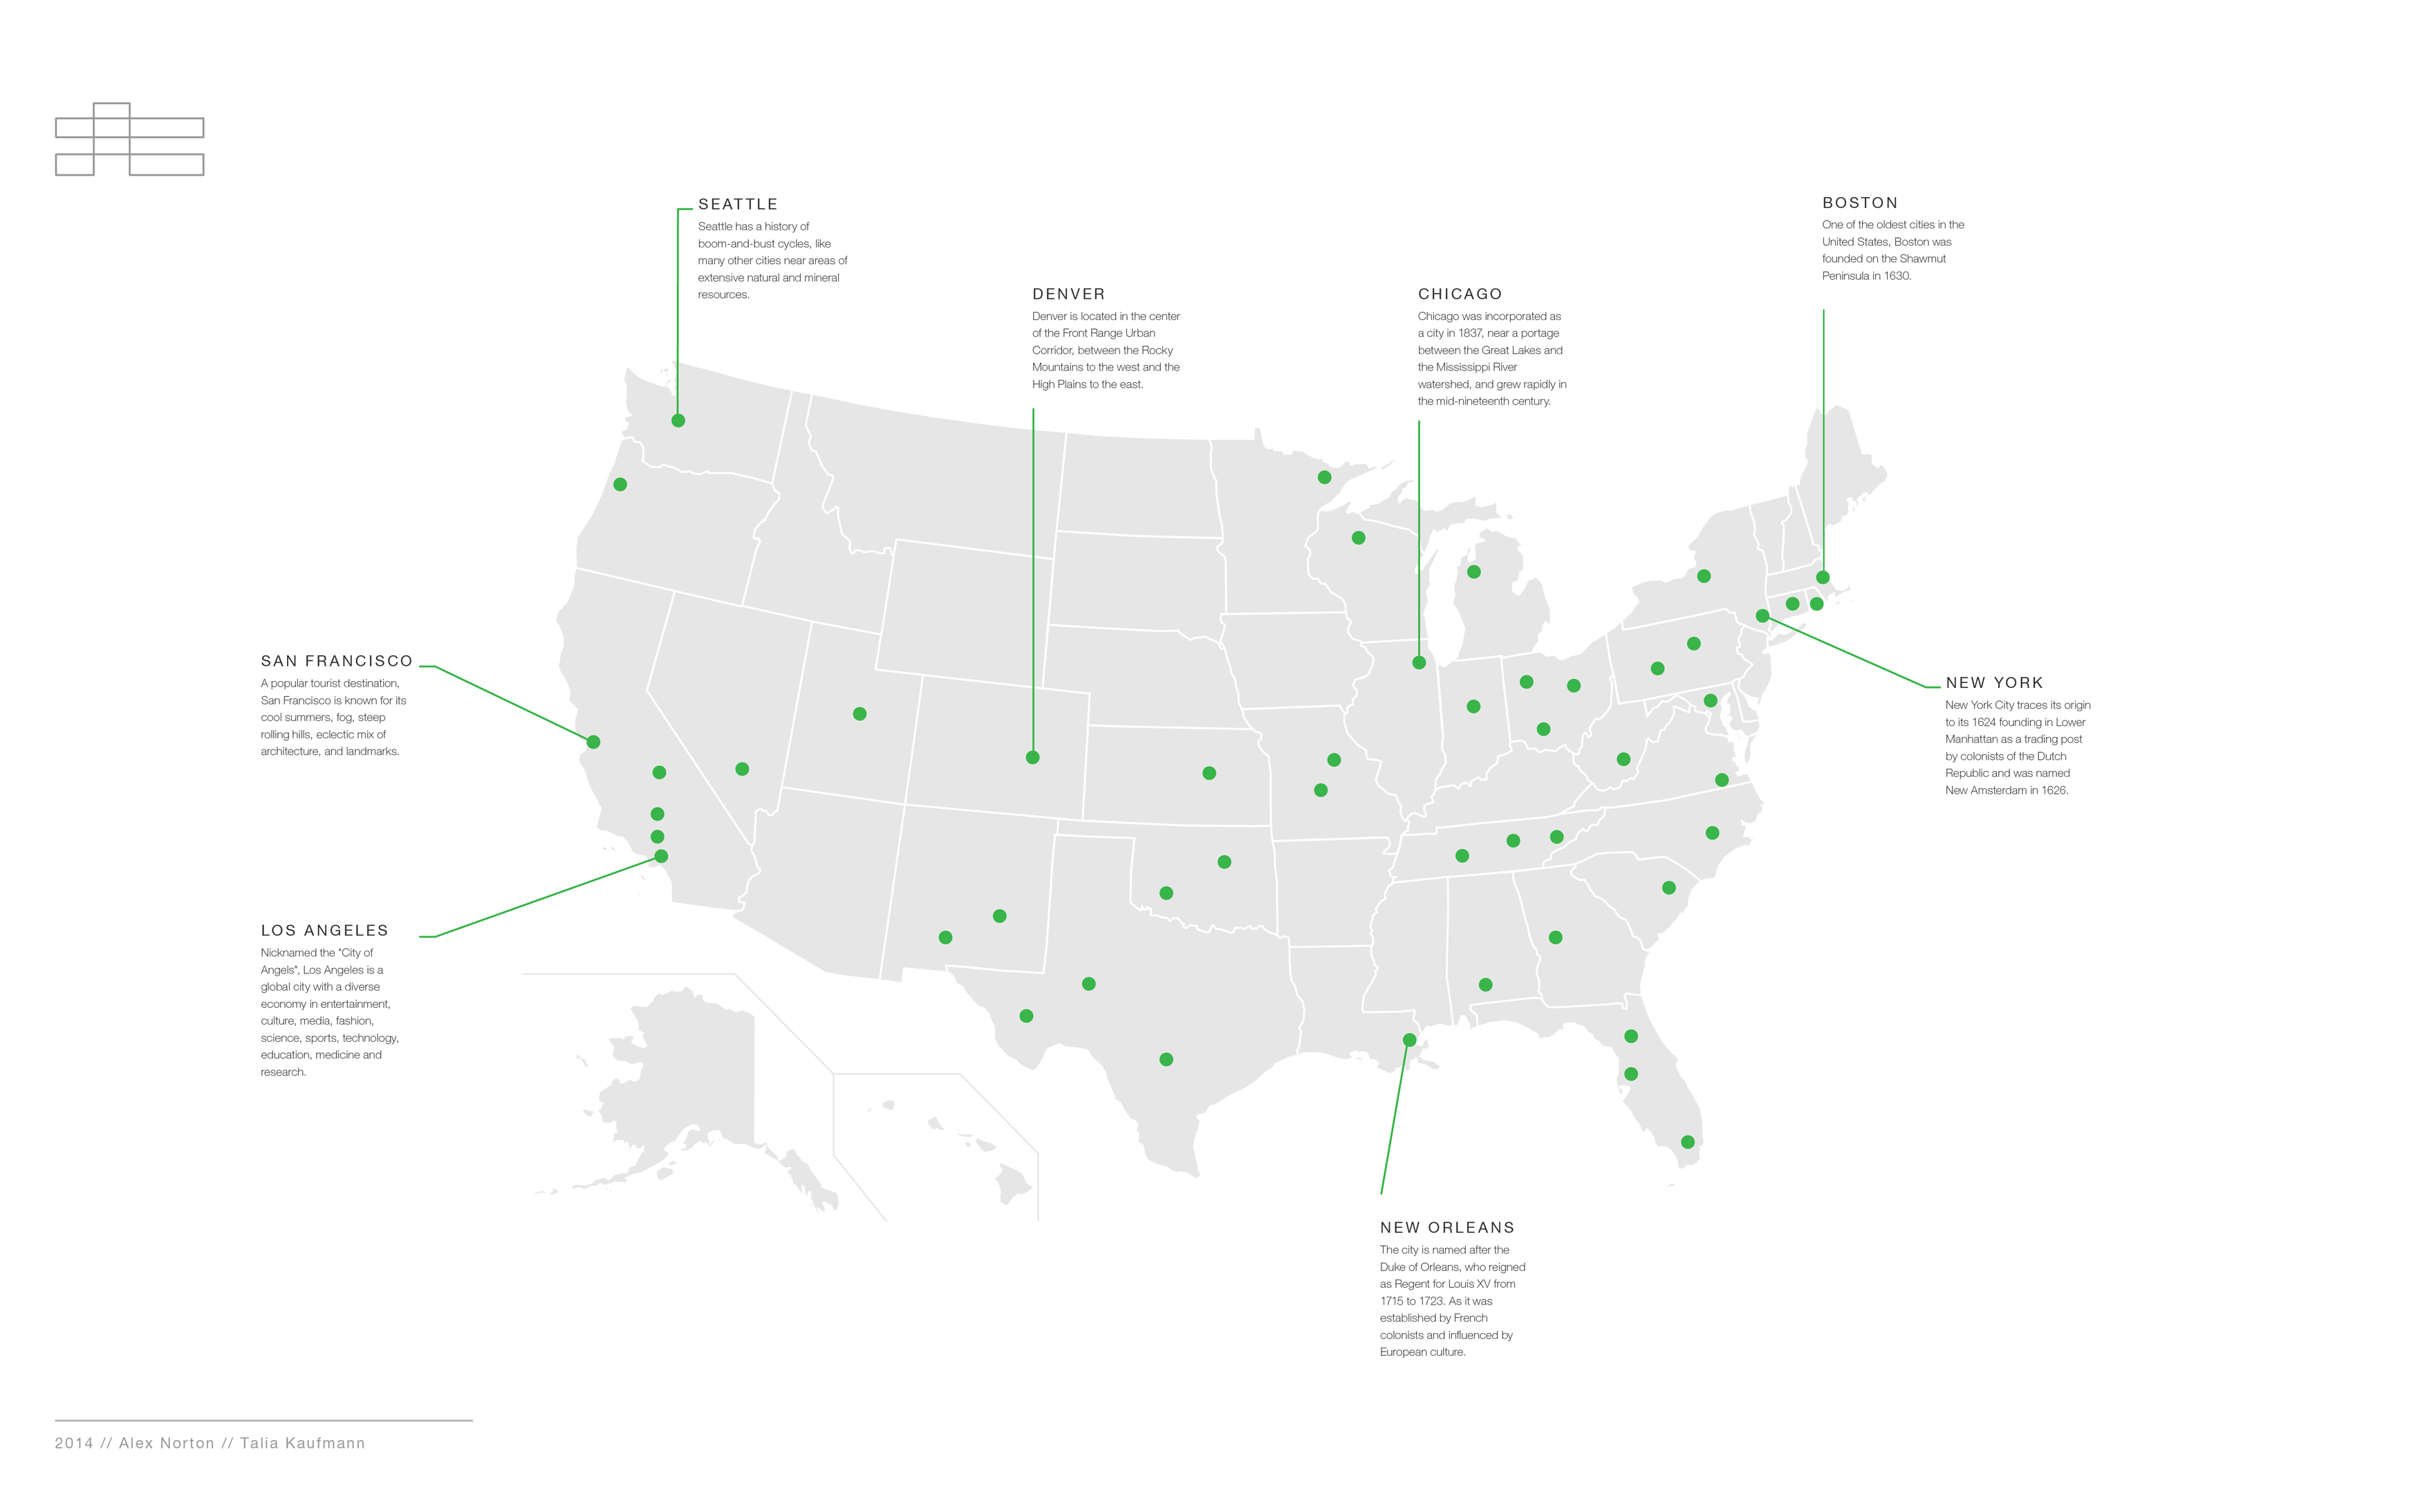 SEATTLE
Seattle has a history of
boom-and-bust cycles, like
many other cities near areas of
extensive natural and mineral
resources.
BOSTON
One of the oldest cities in the
United States, Boston was
founded on the Shawmut
Peninsula in 1630.
DENVER
Denver is located in the center
of the Front Range Urban
Corridor, between the Rocky
Mountains to the west and the
High Plains to the east.
CHICAGO
Chicago was incorporated as
a city in 1837, near a portage
between the Great Lakes and
the Mississippi River
watershed, and grew rapidly in
the mid-nineteenth century.
SAN FRANCISCO
A popular tourist destination,
San Francisco is known for its
cool summers, fog, steep
rolling hills, eclectic mix of
architecture, and landmarks.
NEW YORK
New York City traces its origin
to its 1624 founding in Lower
Manhattan as a trading post
by colonists of the Dutch
Republic and was named
New Amsterdam in 1626.
LOS ANGELES
Nicknamed the "City of
Angels", Los Angeles is a
global city with a diverse
economy in entertainment,
culture, media, fashion,
science, sports, technology,
education, medicine and
research.
NEW ORLEANS
The city is named after the
Duke of Orleans, who reigned
as Regent for Louis XV from
1715 to 1723. As it was
established by French
colonists and influenced by
European culture.
2014 // Alex Norton // Talia Kaufmann